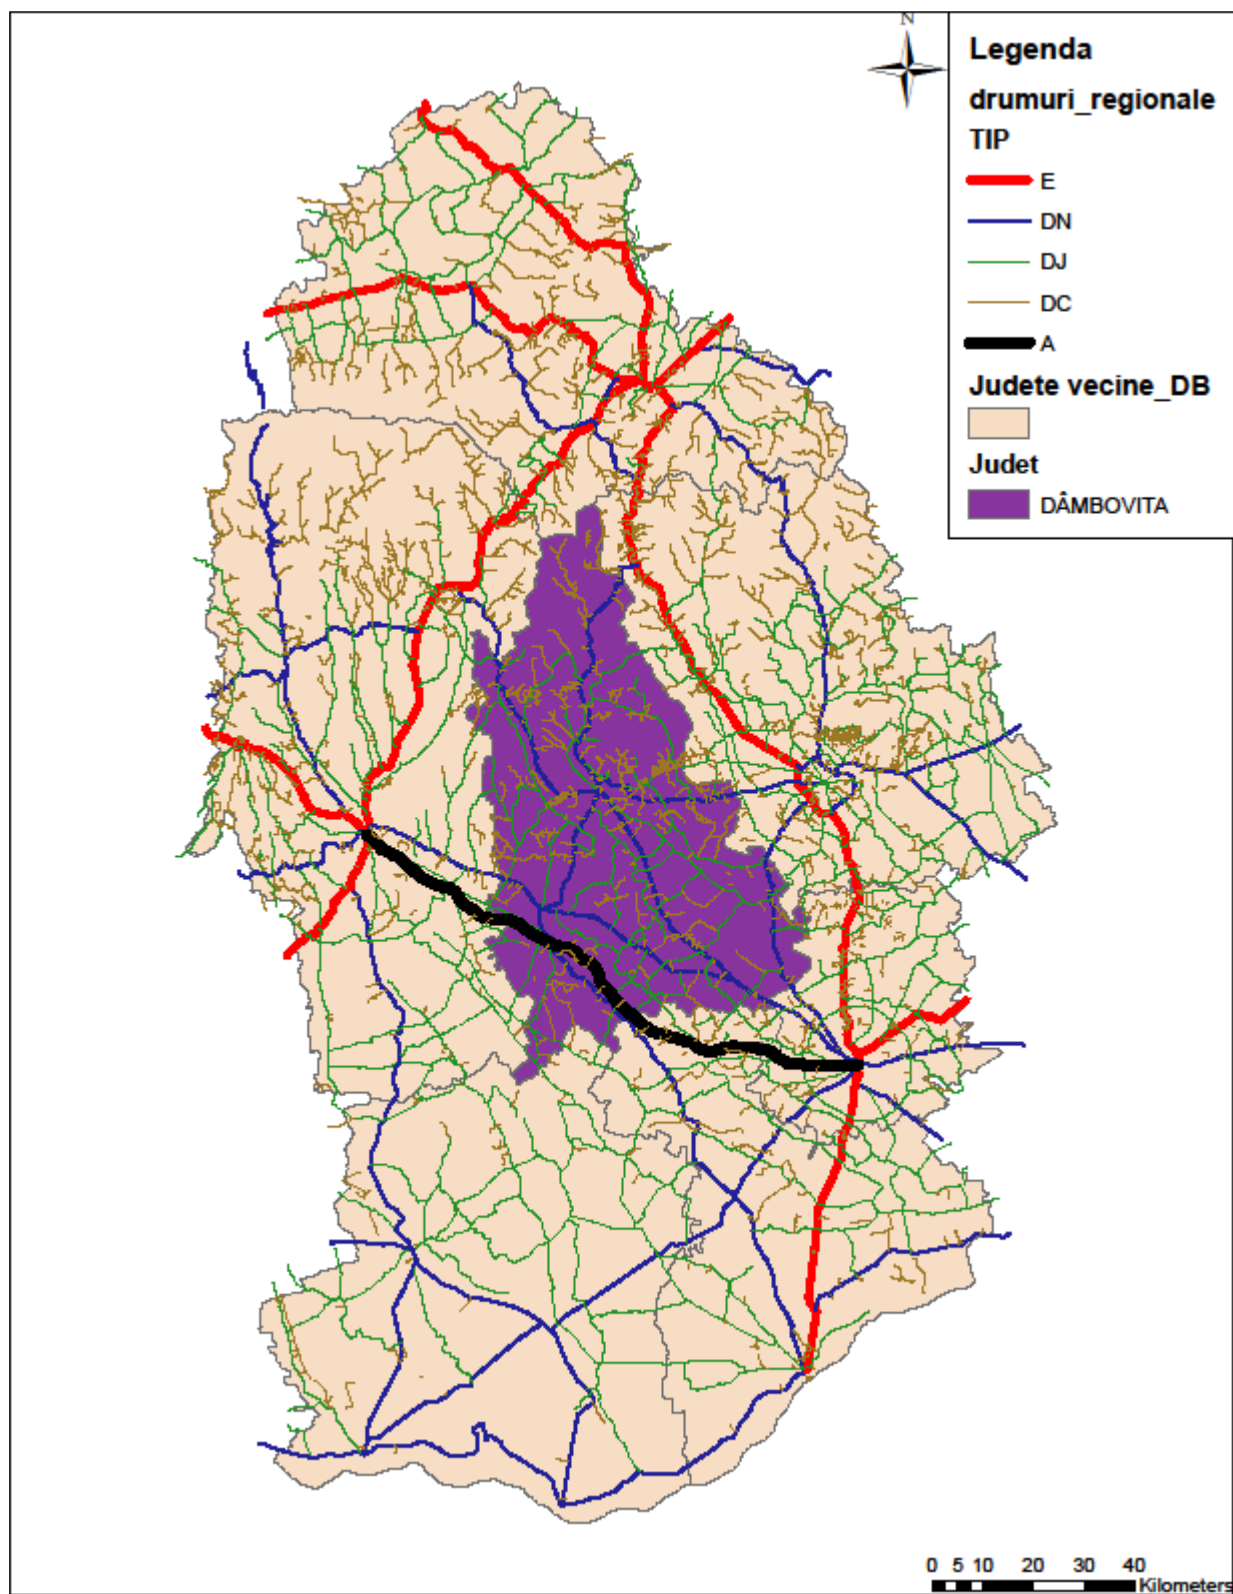 N
Legenda
drumuri_regionale
TIP
E
DN
DJ
DC
A
Judete vecine_DB
Judet
DÂMBOVITA
0 5 10 20 30 40
Kilometers